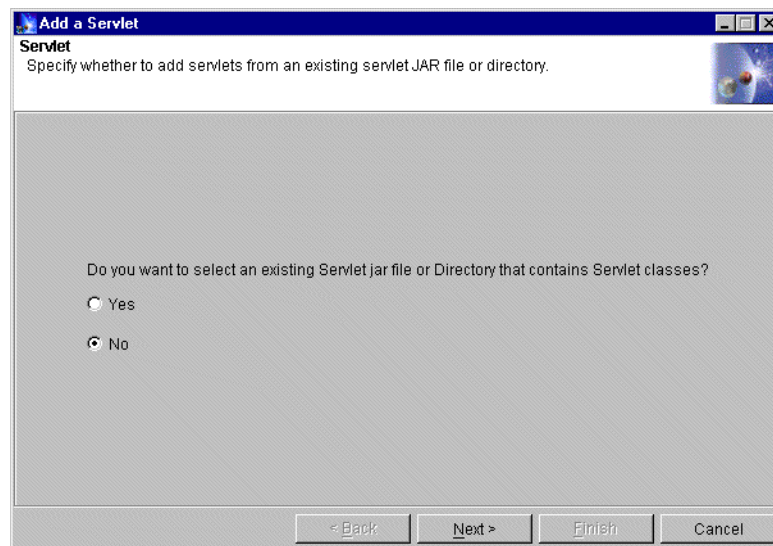 Add a Servlet
Servlet
Specify whether to add servlets from an existing servlet JAR file or directory.
Do you want to select an existing Servlet jar file or Directory that contains Servlet classes?
Yes
No
< Back
Next >
Finish
Cancel